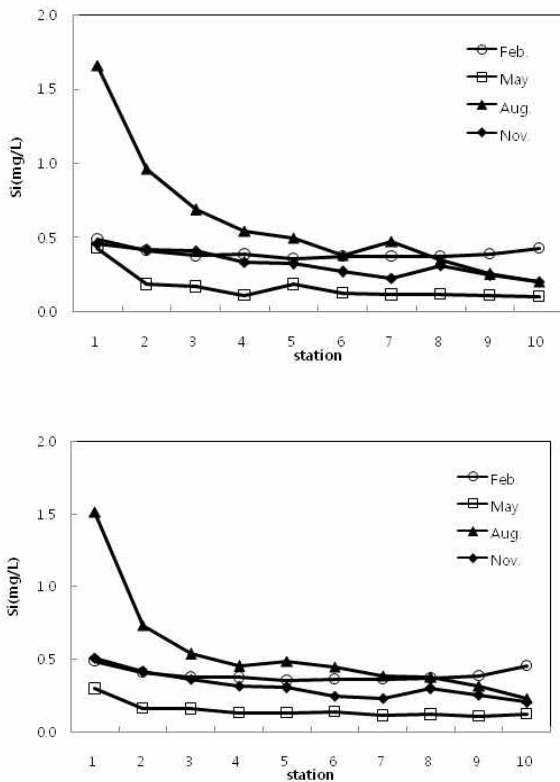 2.0
1.5
1.0
0.5
0.0
Si(mg/L)
Feb.
May
Aug.
Nov.
1 2 3 4 5 6 7 8 9 10
station
2.0
1.5
1.0
0.5
0.0
Si(mg/L)
Feb.
May
Aug.
Nov.
1 2 3 4 5 6 7 8 9 10
station